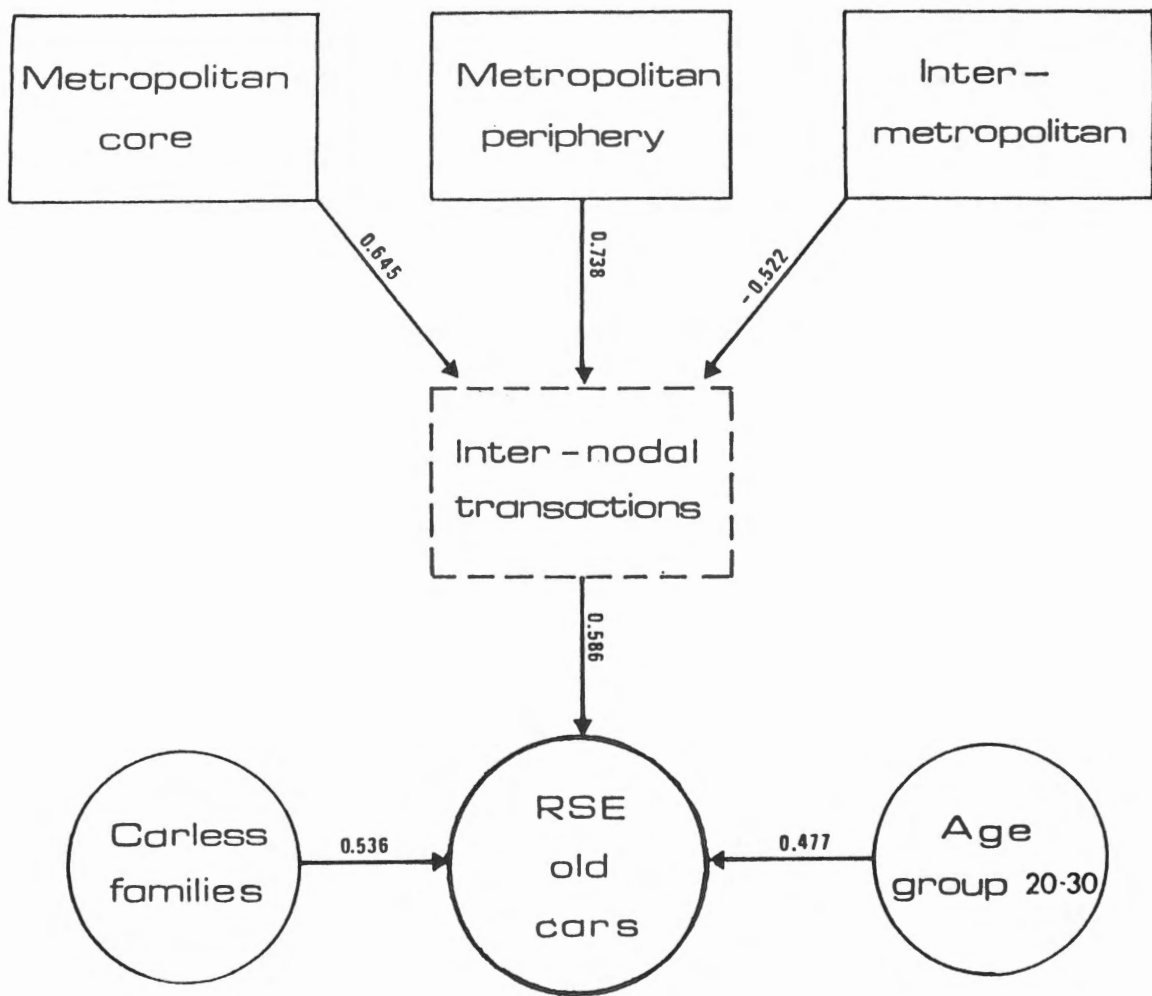 Metropolitan
core
Metropolitan
periphery
Inter-
metropolitan
0.645
0.738
-0.522
Inter-nodal
transactions
0.586
Carless
families
0.536
RSE
old
cars
0.477
Age
group 20-30